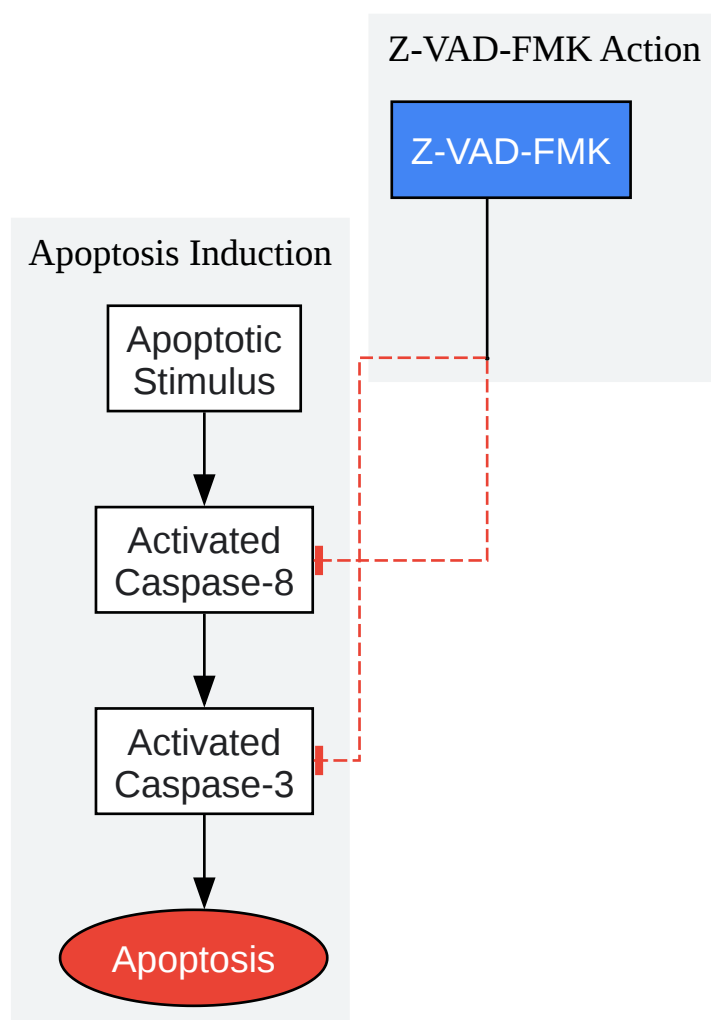 Z-VAD-FMK Action
Z-VAD-FMK
Apoptosis Induction
Apoptotic
Stimulus
Activated
Caspase-8
Activated
Caspase-3
Apoptosis